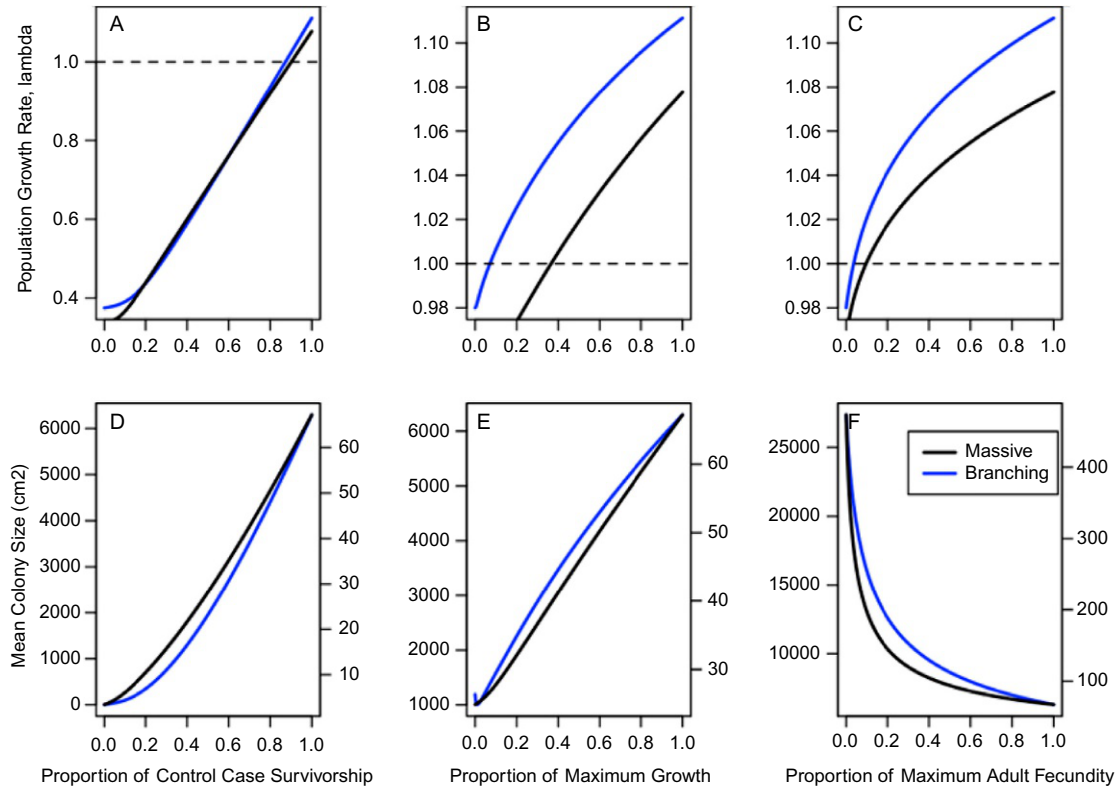 A
B
C
Population Growth Rate, lambda
1.0
0.8
0.6
0.4
0.0 0.2 0.4 0.6 0.8 1.0
1.10
1.08
1.06
1.04
1.02
1.00
0.98
0.0 0.2 0.4 0.6 0.8 1.0
1.10
1.08
1.06
1.04
1.02
1.00
0.98
0.0 0.2 0.4 0.6 0.8 1.0
D
E
F
Mean Colony Size (cm2)
6000
5000
4000
3000
2000
1000
0
60
50
40
30
20
10
0.0 0.2 0.4 0.6 0.8 1.0
Proportion of Control Case Survivorship
6000
5000
4000
3000
2000
1000
60
50
40
30
0.0 0.2 0.4 0.6 0.8 1.0
Proportion of Maximum Growth
Massive
Branching
25000
20000
15000
10000
400
300
200
100
0.0 0.2 0.4 0.6 0.8 1.0
Proportion of Maximum Adult Fecundity